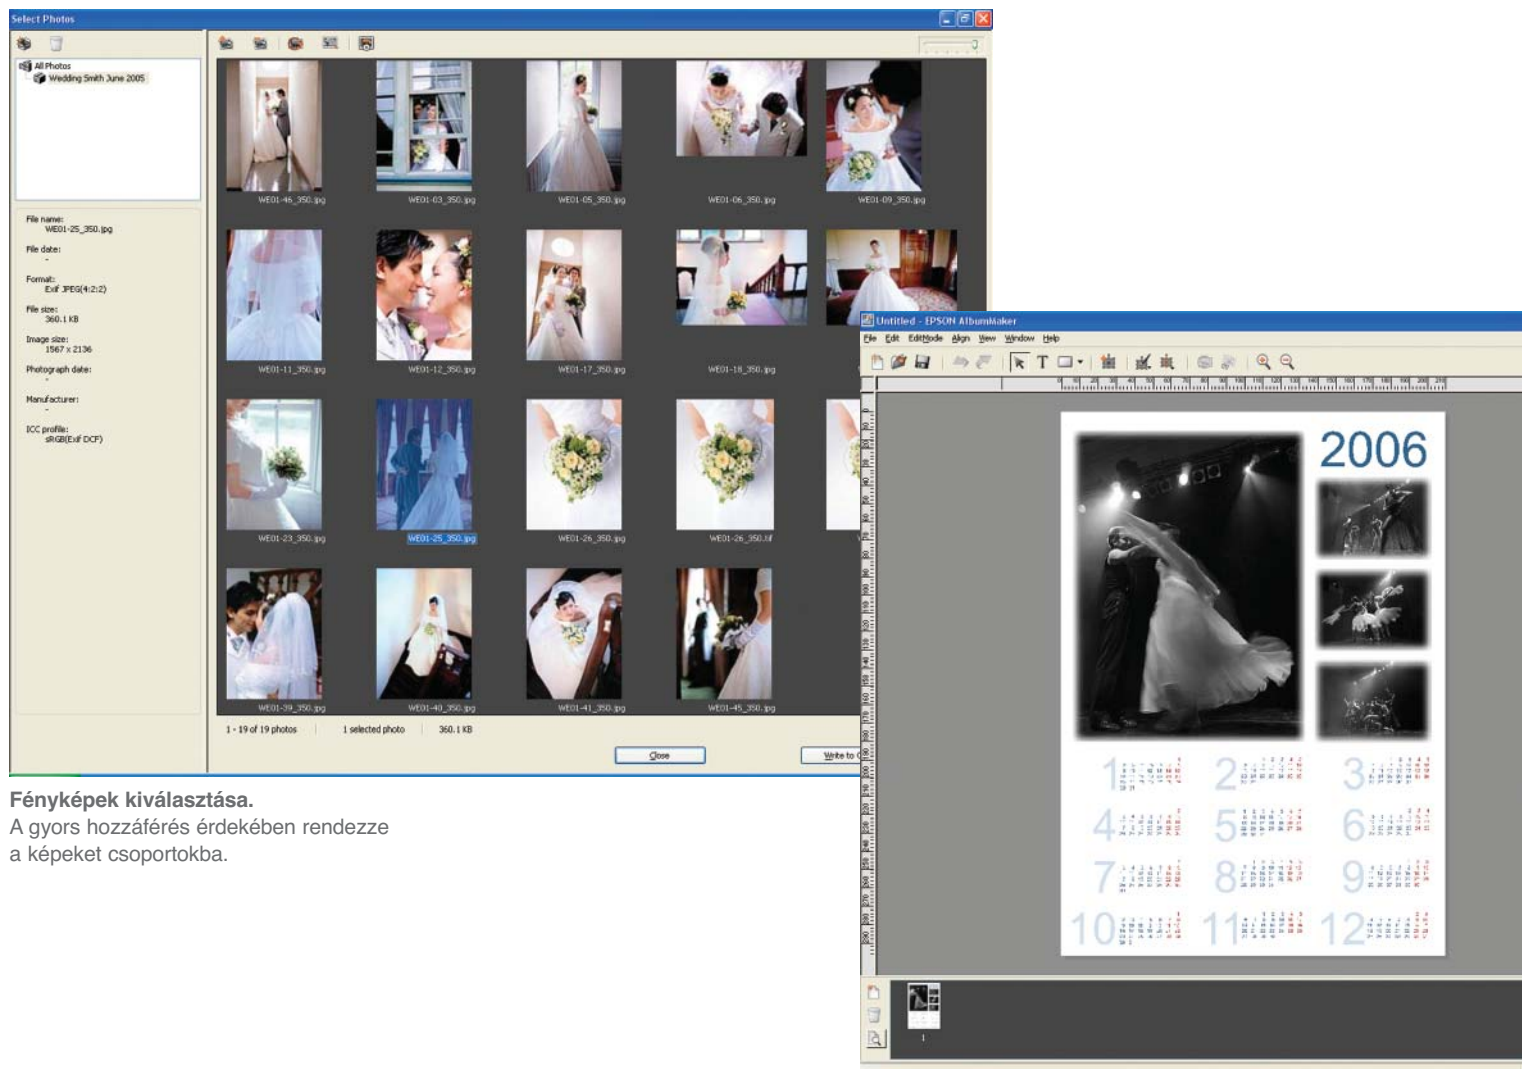 Select Photos
All Photos
Wedding Smith June 2005
File name:
WE01-25_350.jpg
File date:
-
Format:
Exif JPEG(4:2:2)
File size:
360.1 KB
Image size:
1567 x 2136
Photograph date:
-
Manufacturer:
-
ICC profile:
sRGB(Exif DCF)
WE01-46_350.jpg WE01-03_350.jpg WE01-05_350.jpg WE01-06_350.jpg WE01-09_350.jpg
WE01-11_350.jpg WE01-12_350.jpg WE01-17_350.jpg WE01-18_350.jpg
WE01-23_350.jpg WE01-25_350.jpg WE01-26_350.jpg WE01-26_350.tif
WE01-39_350.jpg WE01-40_350.jpg WE01-41_350.jpg WE01-45_350.jpg
1 - 19 of 19 photos 1 selected photo 360.1 KB
Close Write to
Fényképek kiválasztása.
A gyors hozzáférés érdekében rendezze
a képeket csoportokba.
Untitled - EPSON AlbumMaker
File Edit EditMode Align View Window Help
2006
1 2 3
4 5 6
7 8 9
10 11 12
1